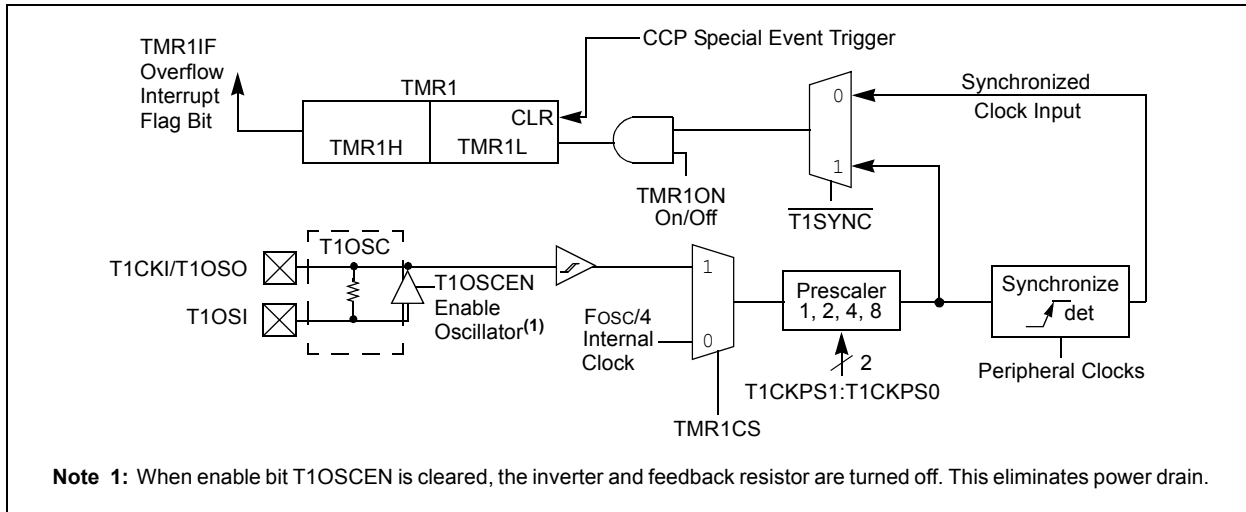 TMR1IF
Overflow
Interrupt
Flag Bit
TMR1
TMR1H
TMR1L
CLR
CCP Special Event Trigger
TMR1ON
On/Off
0
1
T1SYNC
Synchronized
Clock Input
T1CKI/T1OSO
T1OSI
T1OSC
T1OSCEN
Enable
Oscillator(1)
FOSC/4
Internal
Clock
1
0
TMR1CS
Prescaler
1, 2, 4, 8
2
T1CKPS1:T1CKPS0
Synchronize
det
Peripheral Clocks
Note 1: When enable bit T1OSCEN is cleared, the inverter and feedback resistor are turned off. This eliminates power drain.